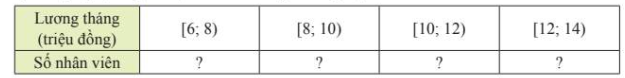 Lương tháng (triệu đồng) [6; 8) [8; 10) [10; 12) [12; 14)
Số nhân viên ? ? ? ?